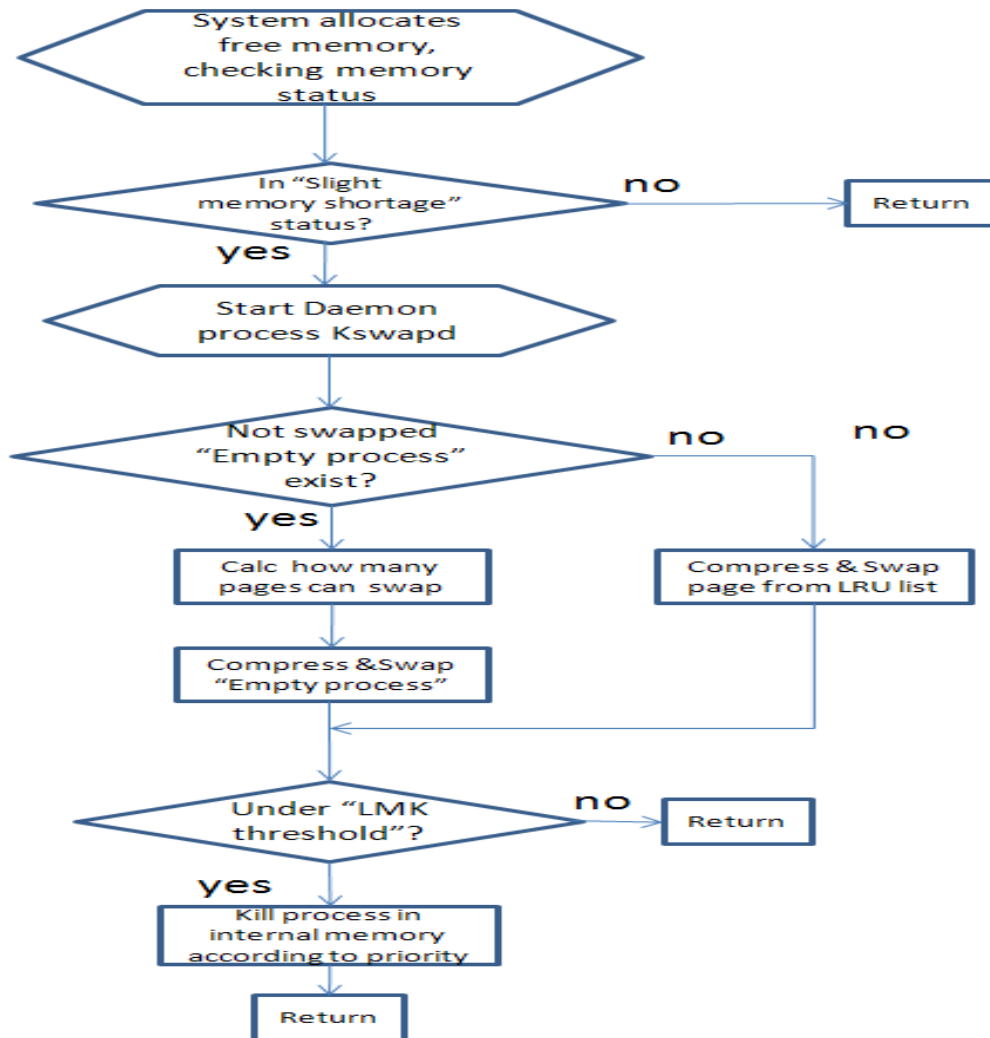 System allocates
free memory,
checking memory
status
In “Slight
memory shortage”
status?
no
Return
yes
Start Daemon
process Kswapd
Not swapped
“Empty process”
exist?
no
no
yes
Calc how many
pages can swap
Compress & Swap
page from LRU list
Compress &Swap
“Empty process”
Under “LMK
threshold”?
no
Return
yes
Kill process in
internal memory
according to priority
Return